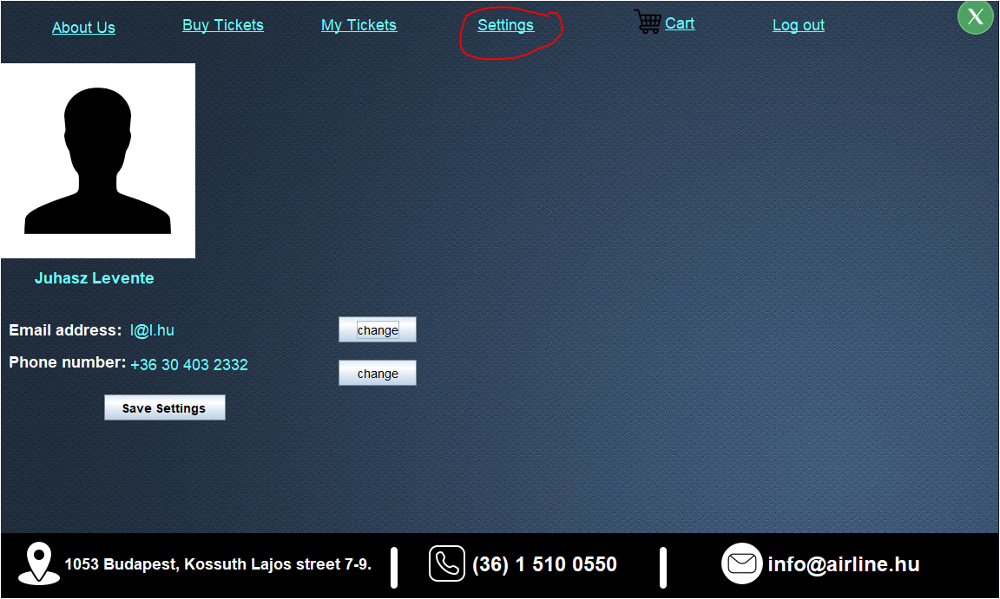 About Us Buy Tickets My Tickets Settings Cart Log out X
Juhasz Levente
Email address: l@l.hu change
Phone number: +36 30 403 2332 change
Save Settings
1053 Budapest, Kossuth Lajos street 7-9. (36) 1 510 0550 info@airline.hu